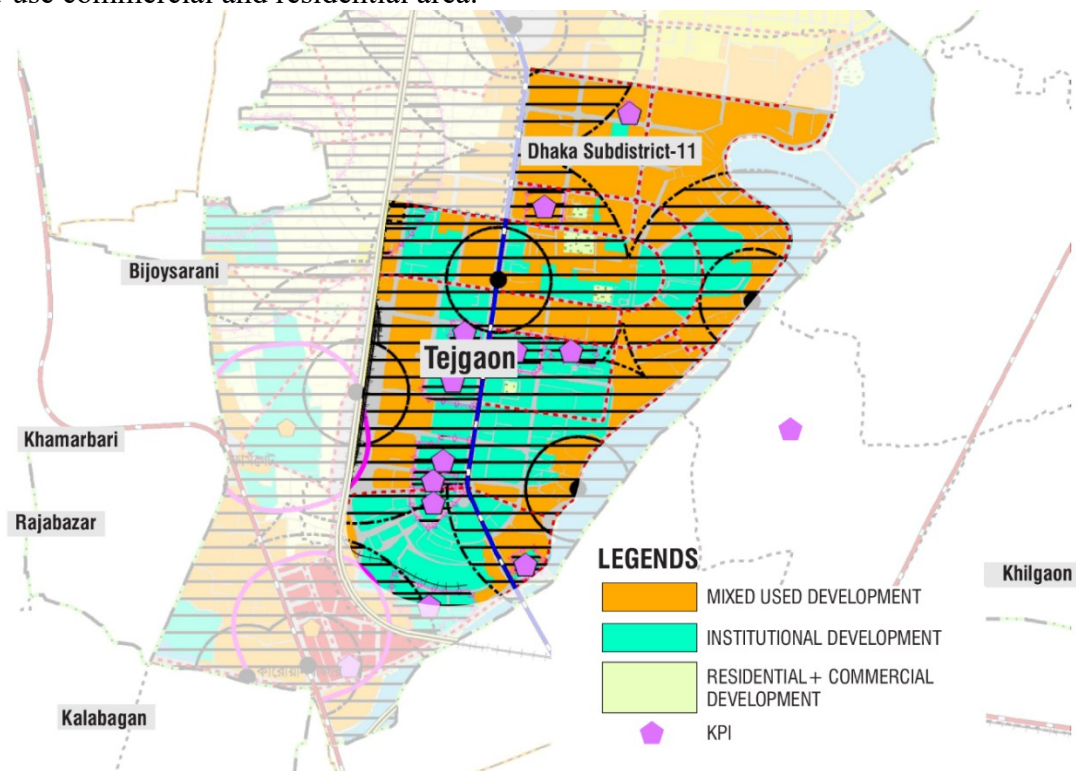 use commercial and residential area.
Dhaka Subdistrict-11
Bijoysarani
Tejgaon
Khamarbari
Rajabazar
Kalabagan
Khilgaon
LEGENDS
MIXED USED DEVELOPMENT
INSTITUTIONAL DEVELOPMENT
RESIDENTIAL+ COMMERCIAL
DEVELOPMENT
KPI